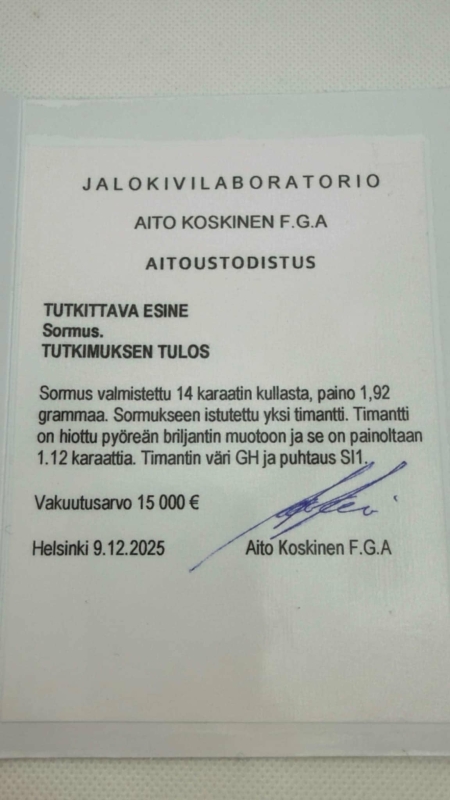 JALOKIVILABORATORIO
AITO KOSKINEN F.G.A
AITOUSTODISTUS
TUTKITTAVA ESINE
Sormus.
TUTKIMUKSEN TULOS
Sormus valmistettu 14 karaatin kullasta, paino 1,92
grammaa. Sormukseen istutettu yksi timantti. Timantti
on hiottu pyöreän briljantin muotoon ja se on painoltaan
1.12 karaattia. Timantin väri GH ja puhtaus SI1.
Vakuutusarvo 15 000 €
Helsinki 9.12.2025 Aito Koskinen F.G.A